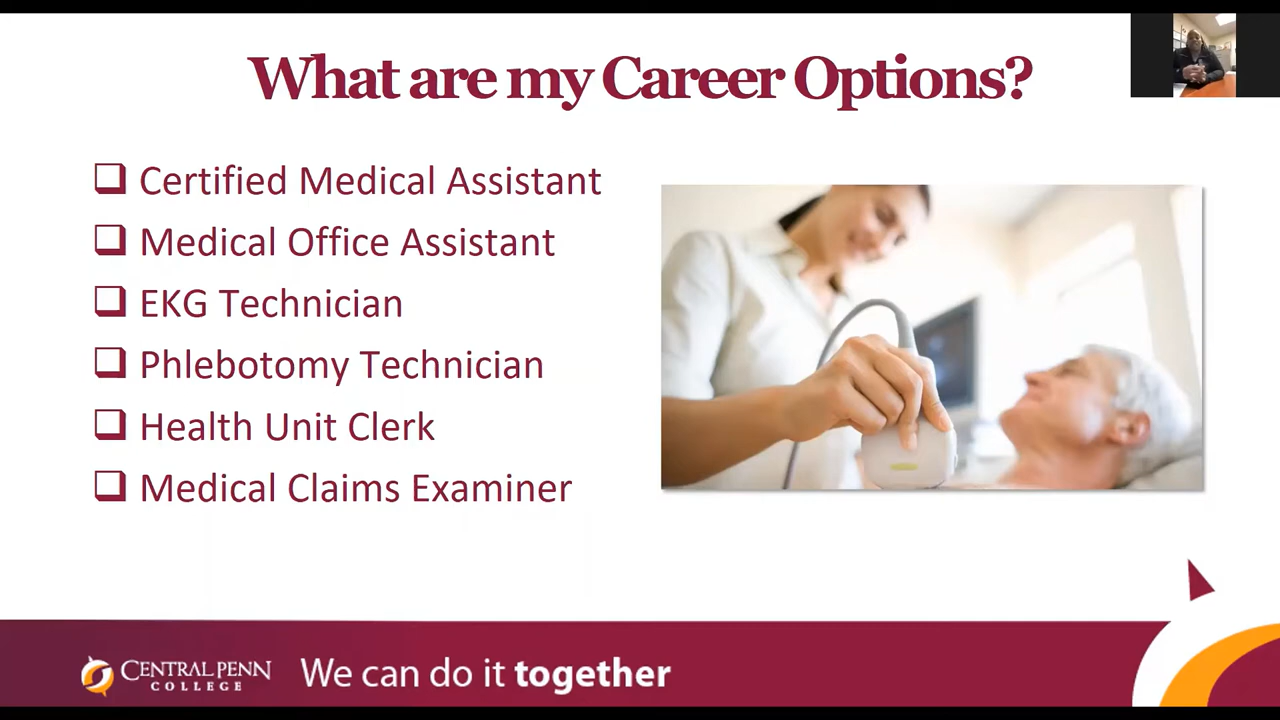 What are my Career Options?
Certified Medical Assistant
Medical Office Assistant
EKG Technician
Phlebotomy Technician
Health Unit Clerk
Medical Claims Examiner
CENTRAL PENN
COLLEGE
We can do it together